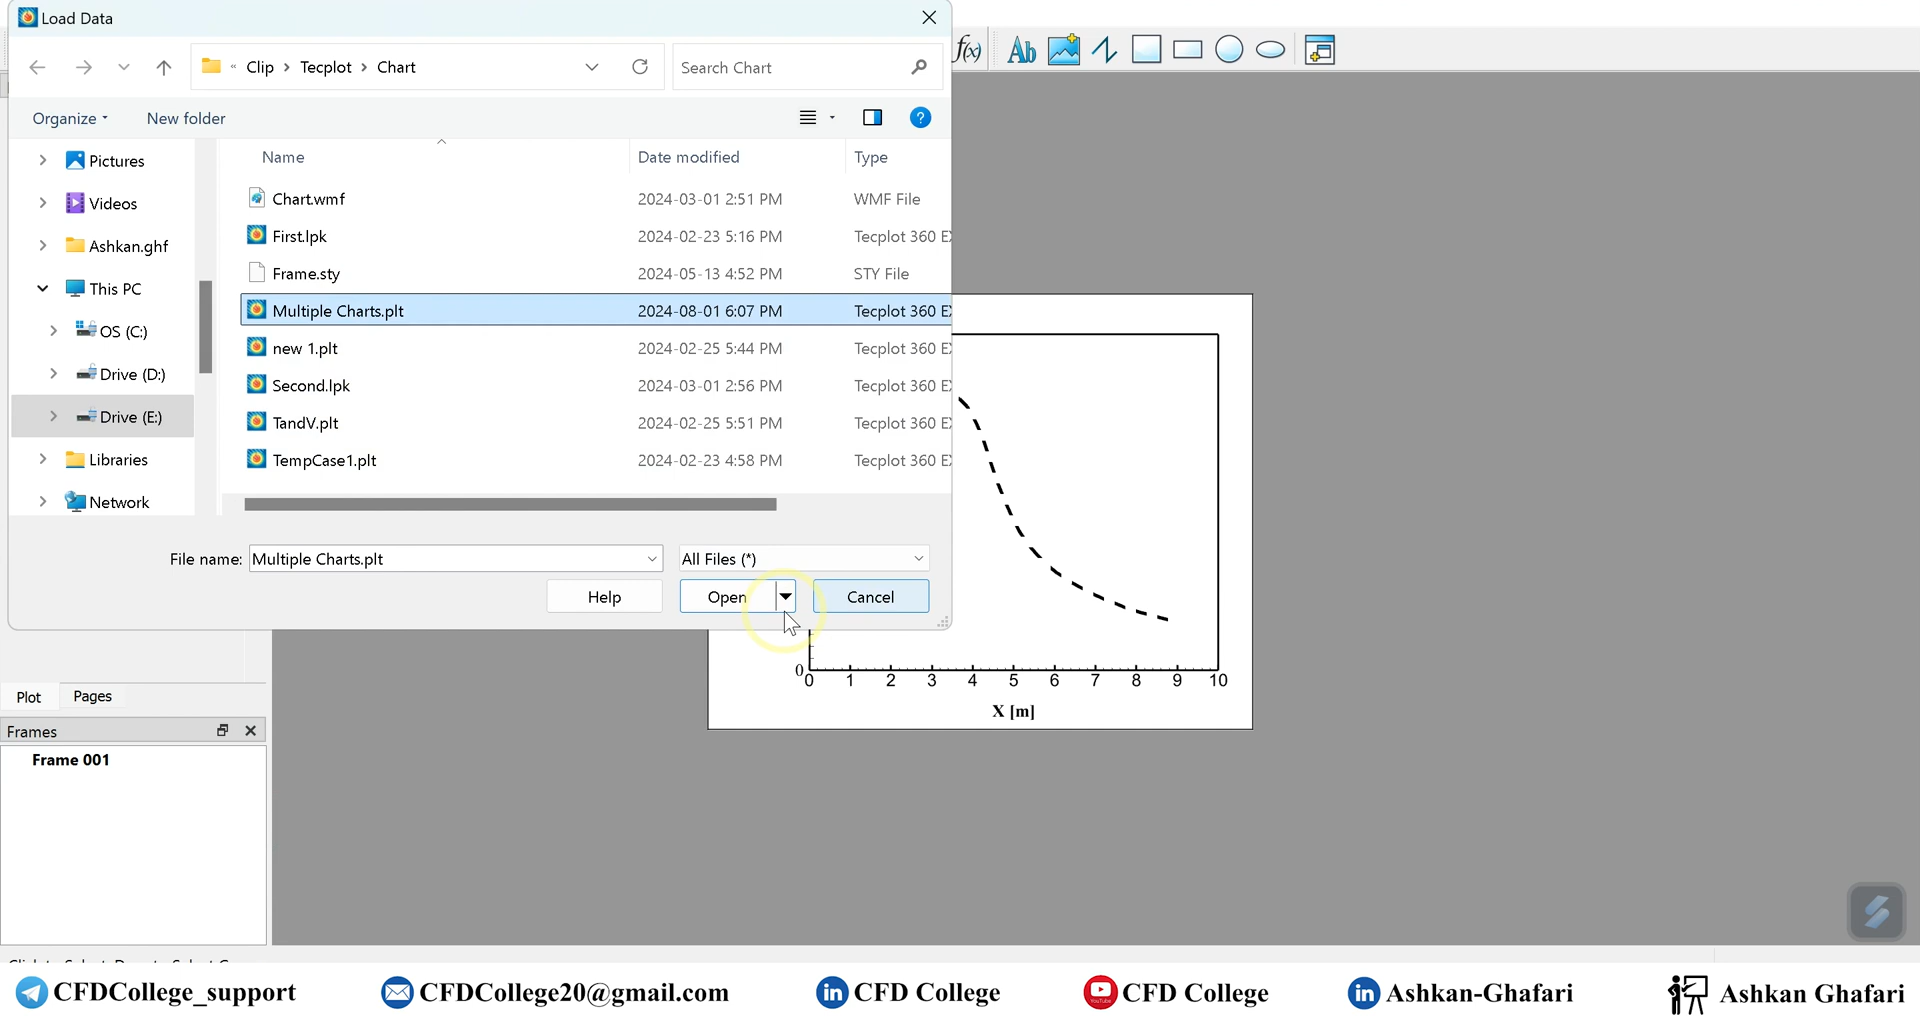 Load Data
« Clip › Tecplot › Chart
Search Chart
f(x)
Ab
Organize
New folder
?
Name
Date modified
Type
Pictures
Videos
Ashkan.ghf
This PC
OS (C:)
Drive (D:)
Drive (E:)
Libraries
Network
Chart.wmf 2024-03-01 2:51 PM WMF File
First.lpk 2024-02-23 5:16 PM Tecplot 360 E
Frame.sty 2024-05-13 4:52 PM STY File
Multiple Charts.plt 2024-08-01 6:07 PM Tecplot 360 E
new 1.plt 2024-02-25 5:44 PM Tecplot 360 E
Second.lpk 2024-03-01 2:56 PM Tecplot 360 E
TandV.plt 2024-02-25 5:51 PM Tecplot 360 E
TempCase1.plt 2024-02-23 4:58 PM Tecplot 360 E
File name: Multiple Charts.plt All Files (*)
Help Open Cancel
0
0 1 2 3 4 5 6 7 8 9 10
X [m]
Plot Pages
Frames
Frame 001
CFDCollege_support CFDCollege20@gmail.com in CFD College YouTube CFD College in Ashkan-Ghafari Ashkan Ghafari